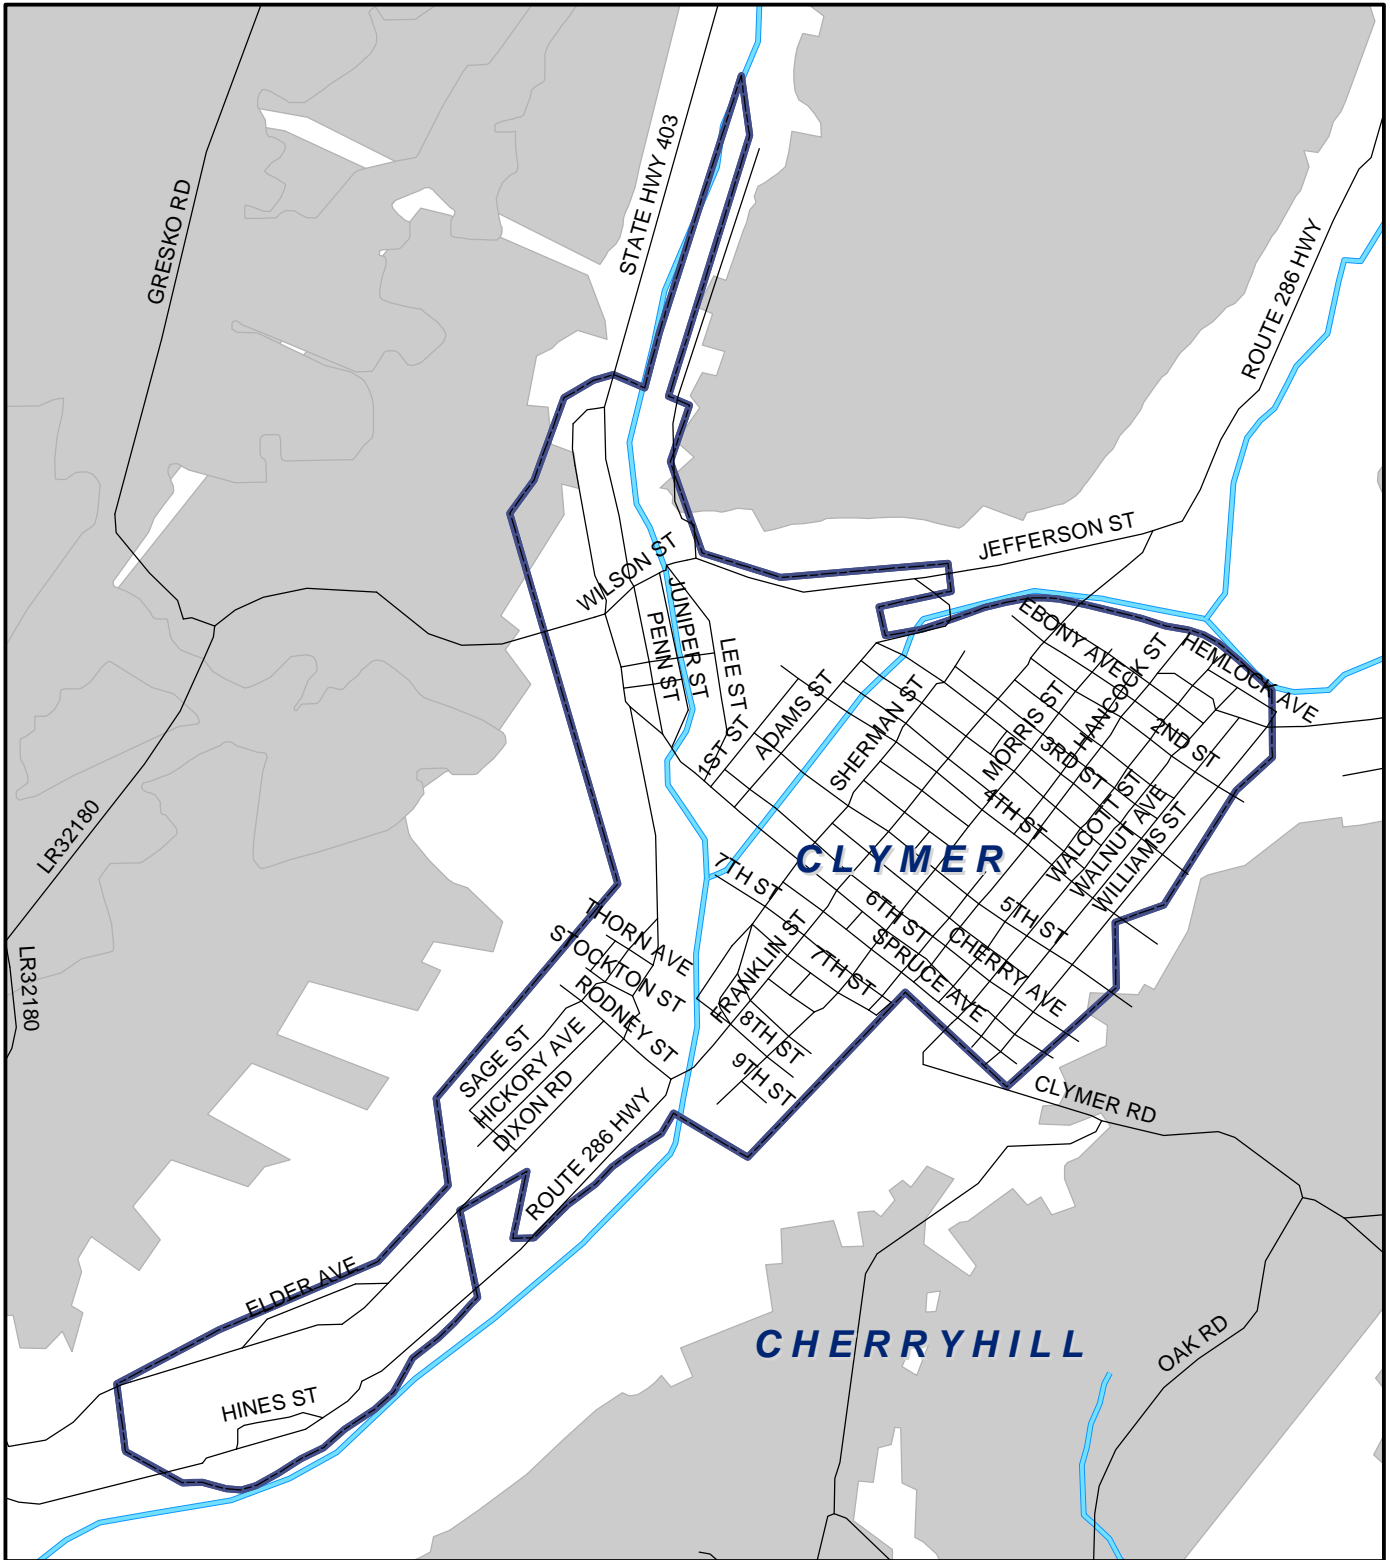 STATE HWY 403
GRESKO RD
ROUTE 286 HWY
JEFFERSON ST
WILSON ST
JUNIPER ST
PENN ST
LEE ST
EBONY AVE
HEMLOCK AVE
HANCOCK ST
1ST ST
ADAMS ST
SHERMAN ST
MORRIS ST
2ND ST
3RD ST
4TH ST
WALCOTT ST
WALNUT AVE
WILLIAMS ST
LR32180
CLYMER
7TH ST
6TH ST
5TH ST
THORN AVE
STOCKTON ST
FRANKLIN ST
SPRUCE AVE
CHERRY AVE
7TH ST
LR32180
RODNEY ST
8TH ST
9TH ST
SAGE ST
HICKORY AVE
DIXON RD
CLYMER RD
ROUTE 286 HWY
ELDER AVE
CHERRYHILL
OAK RD
HINES ST